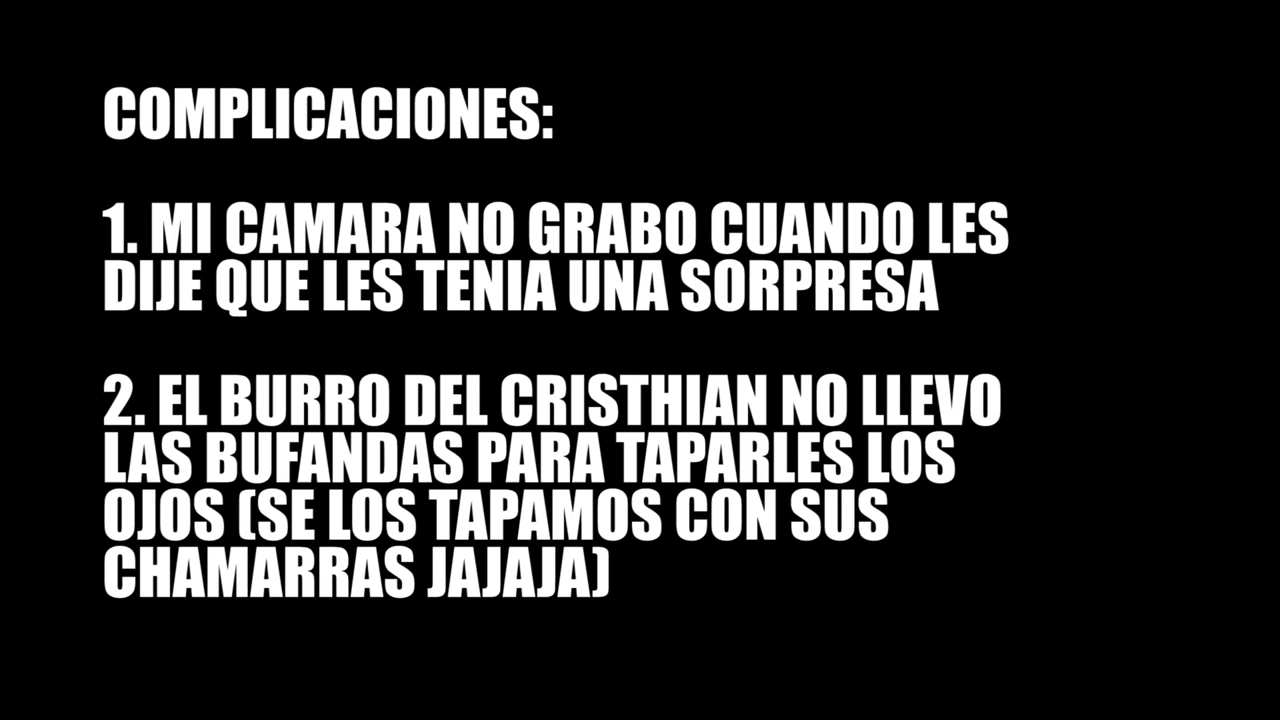 COMPLICACIONES:
1. MI CAMARA NO GRABO CUANDO LES
DIJE QUE LES TENIA UNA SORPRESA
2. EL BURRO DEL CRISTHIAN NO LLEVO
LAS BUFANDAS PARA TAPARLES LOS
OJOS (SE LOS TAPAMOS CON SUS
CHAMARRAS JAJAJA)